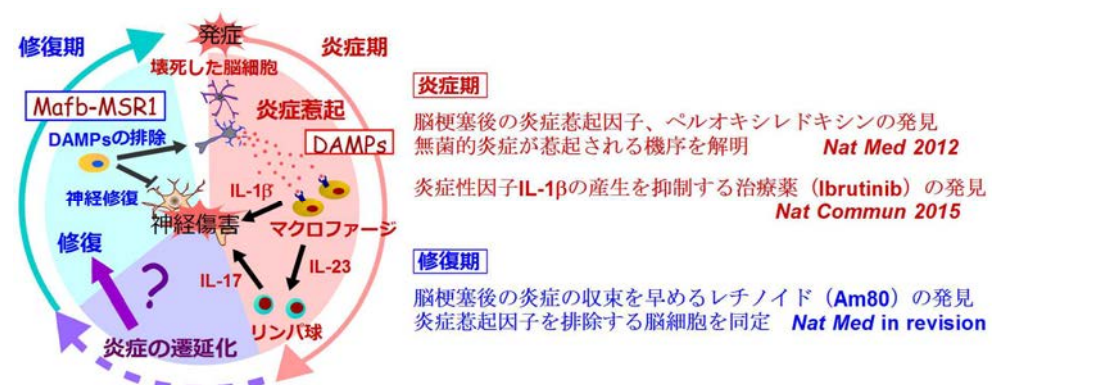 発症
修復期
炎症期
壊死した脳細胞
Mafb-MSR1
炎症惹起
DAMPsの排除
DAMPs
神経修復
IL-1β
神経傷害
マクロファージ
修復
IL-23
IL-17
?
リンパ球
炎症の遷延化
炎症期
脳梗塞後の炎症惹起因子、ペルオキシレドキシンの発見
無菌的炎症が惹起される機序を解明 Nat Med 2012
炎症性因子IL-1βの産生を抑制する治療薬（Ibrutinib）の発見
Nat Commun 2015
修復期
脳梗塞後の炎症の収束を早めるレチノイド（Am80）の発見
炎症惹起因子を排除する脳細胞を同定 Nat Med in revision